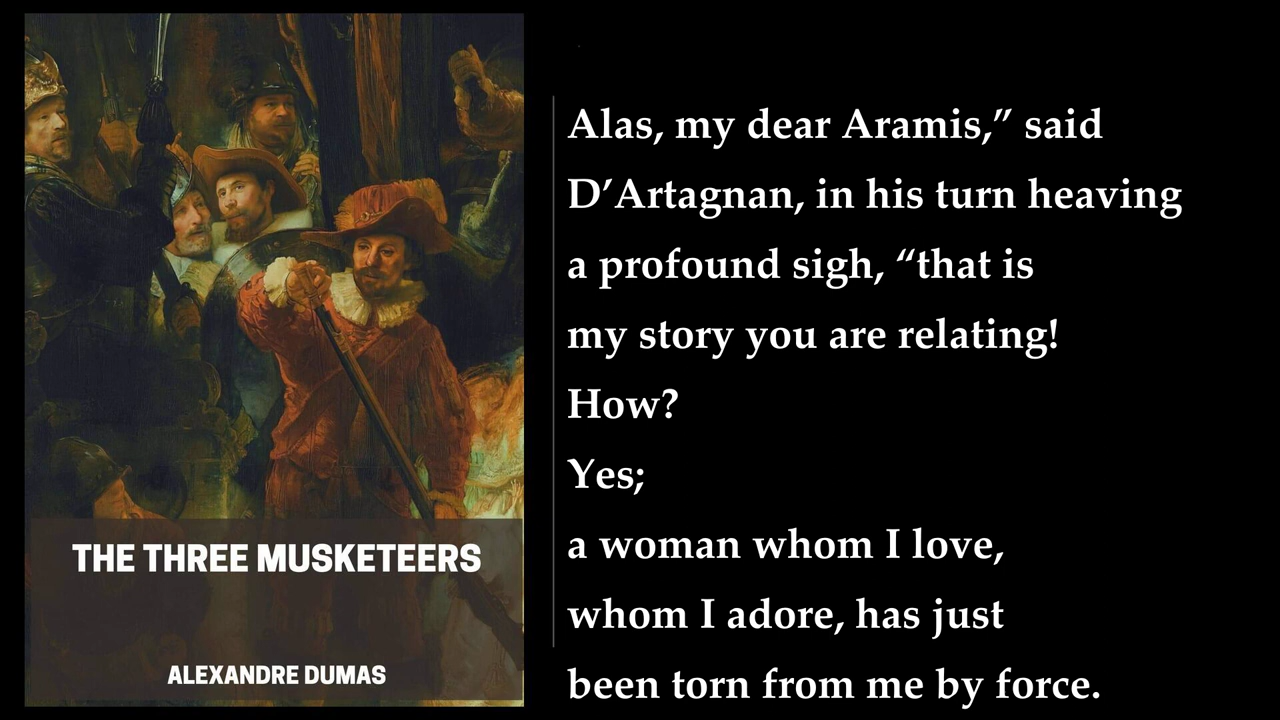 THE THREE MUSKETEERS
ALEXANDRE DUMAS
Alas, my dear Aramis,” said
D’Artagnan, in his turn heaving
a profound sigh, “that is
my story you are relating!
How?
Yes;
a woman whom I love,
whom I adore, has just
been torn from me by force.